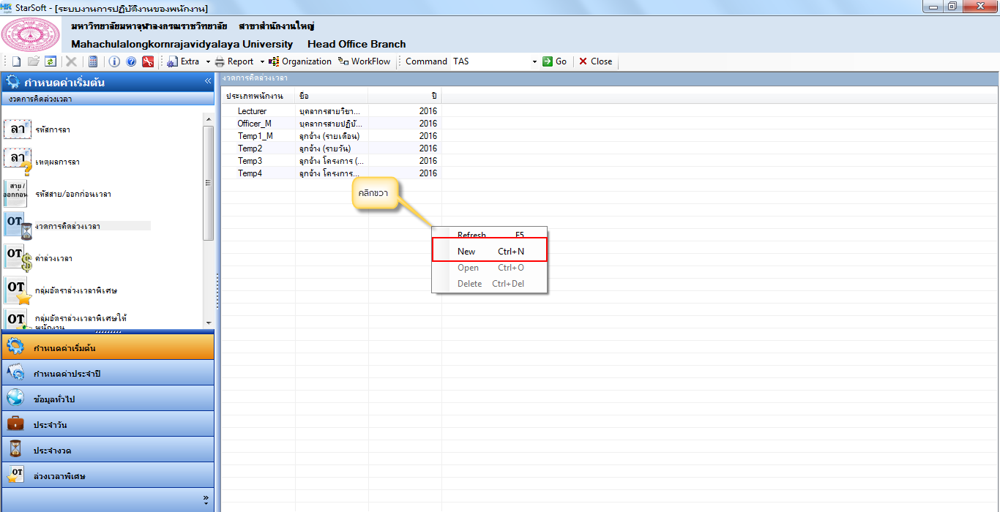 StarSoft - [ระบบงานการปฏิบัติงานของพนักงาน]
มหาวิทยาลัยมหาจุฬาลงกรณราชวิทยาลัย สาขาสำนักงานใหญ่
Mahachulalongkornrajavidyalaya University Head Office Branch
Extra Report Organization WorkFlow Command TAS Go Close
กำหนดค่าเริ่มต้น «
งวดการคิดล่วงเวลา
ลา รหัสการลา
ลา เหตุผลการลา
สาย / ออกก่อน รหัสสาย/ออกก่อนเวลา
OT งวดการคิดล่วงเวลา
OT ค่าล่วงเวลา
OT กลุ่มอัตราล่วงเวลาพิเศษ
OT กลุ่มอัตราล่วงเวลาพิเศษให้
พนักงาน
กำหนดค่าเริ่มต้น
กำหนดค่าประจำปี
ข้อมูลทั่วไป
ประจำวัน
ประจำงวด
OT ล่วงเวลาพิเศษ
»
งวดการคิดล่วงเวลา
ประเภทพนักงาน ชื่อ ปี
Lecturer บุคลากรสายวิชา... 2016
Officer_M บุคลากรสายปฏิบั... 2016
Temp1_M ลูกจ้าง (รายเดือน) 2016
Temp2 ลูกจ้าง (รายวัน) 2016
Temp3 ลูกจ้าง โครงการ (... 2016
Temp4 ลูกจ้าง โครงการ... 2016
คลิกขวา
Refresh F5
New Ctrl+N
Open Ctrl+O
Delete Ctrl+Del